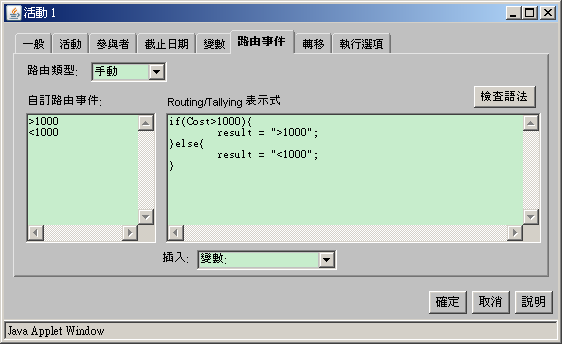 活動 1
一般 活動 參與者 截止日期 變數 路由事件 轉移 執行選項
路由類型: 手動
自訂路由事件: Routing/Tallying 表示式 檢查語法
>1000
<1000
if(Cost>1000){
result = ">1000";
}else{
result = "<1000";
}
插入: 變數:
確定 取消 說明
Java Applet Window